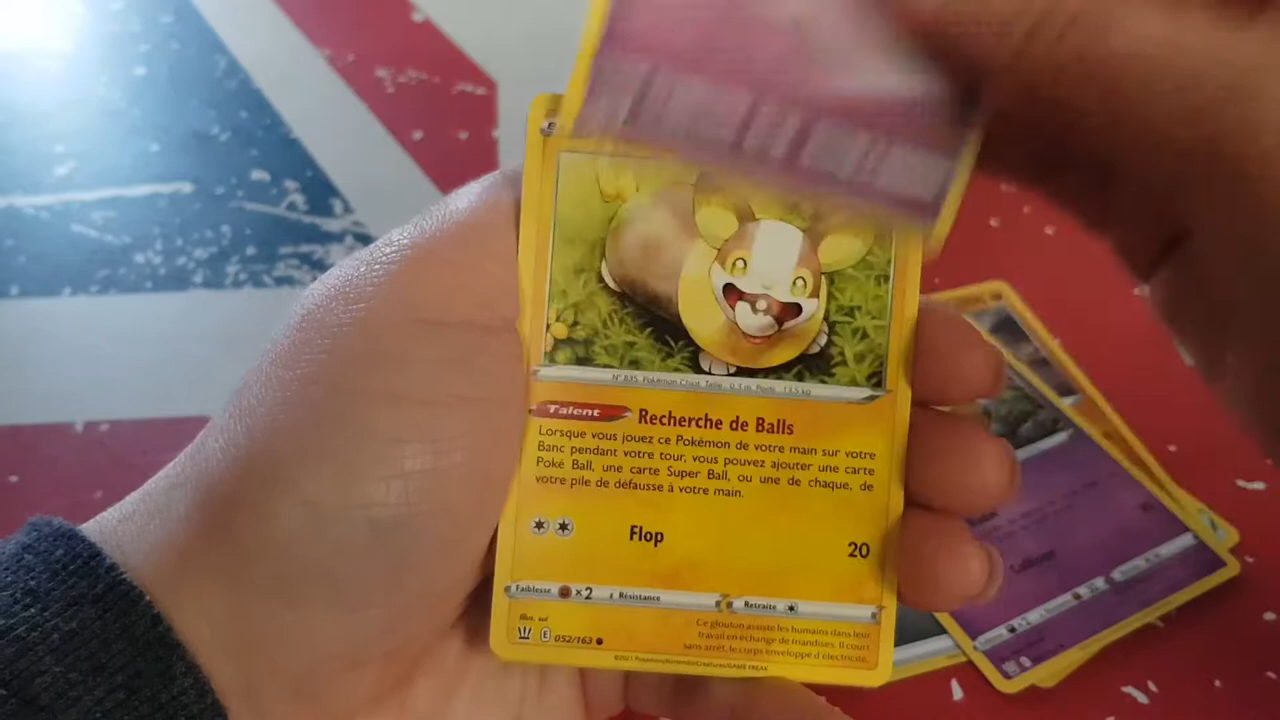 N° 835 Pokémon Chiot Taille : 0,3 m Poids : 13,5 kg
Talent Recherche de Balls
Lorsque vous jouez ce Pokémon de votre main sur votre
Banc pendant votre tour, vous pouvez ajouter une carte
Poké Ball, une carte Super Ball, ou une de chaque, de
votre pile de défausse à votre main.
Flop 20
Faiblesse ×2 Résistance Retraite
Illus. sui
E 052/163
Ce glouton assiste les humains dans leur
travail en échange de friandises. Il court
sans arrêt, le corps enveloppé d'électricité.
©2021 Pokémon/Nintendo/Creatures/GAME FREAK